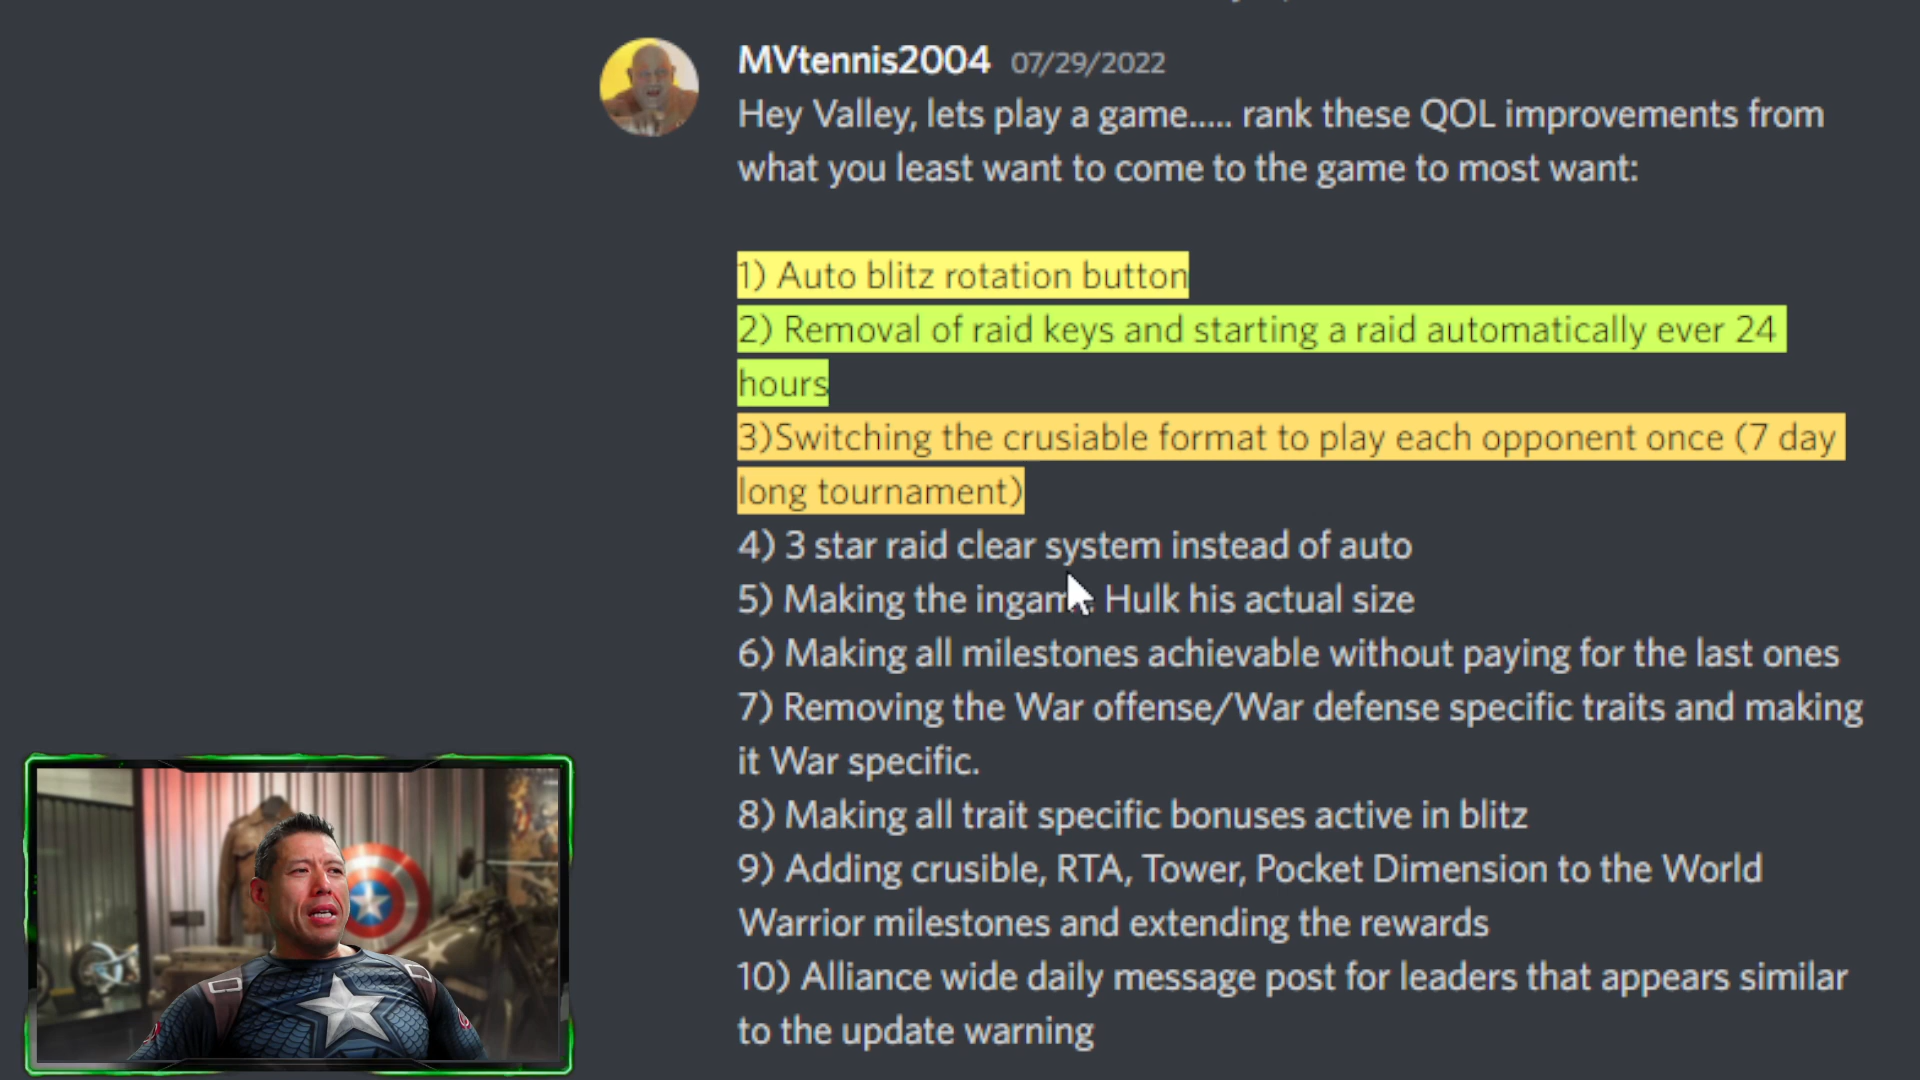 MVtennis2004 07/29/2022
Hey Valley, lets play a game..... rank these QOL improvements from
what you least want to come to the game to most want:
1) Auto blitz rotation button
2) Removal of raid keys and starting a raid automatically ever 24
hours
3)Switching the crusiable format to play each opponent once (7 day
long tournament)
4) 3 star raid clear system instead of auto
5) Making the Hulk his actual size
6) Making all milestones achievable without paying for the last ones
7) Removing the War offense/War defense specific traits and making
it War specific.
8) Making all trait specific bonuses active in blitz
9) Adding crusible, RTA, Tower, Pocket Dimension to the World
Warrior milestones and extending the rewards
10) Alliance wide daily message post for leaders that appears similar
to the update warning